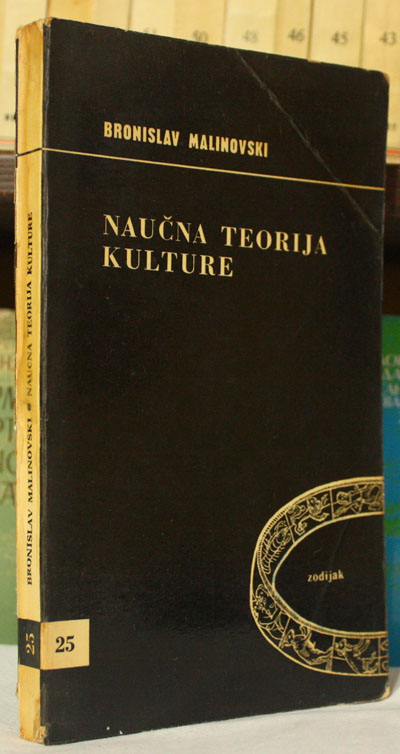 50
48
46
45
43
BRONISLAV MALINOVSKI
NAUČNA TEORIJA
KULTURE
zodijak
25
BRONISLAV MALINOVSKI • NAUČNA TEORIJA KULTURE
25